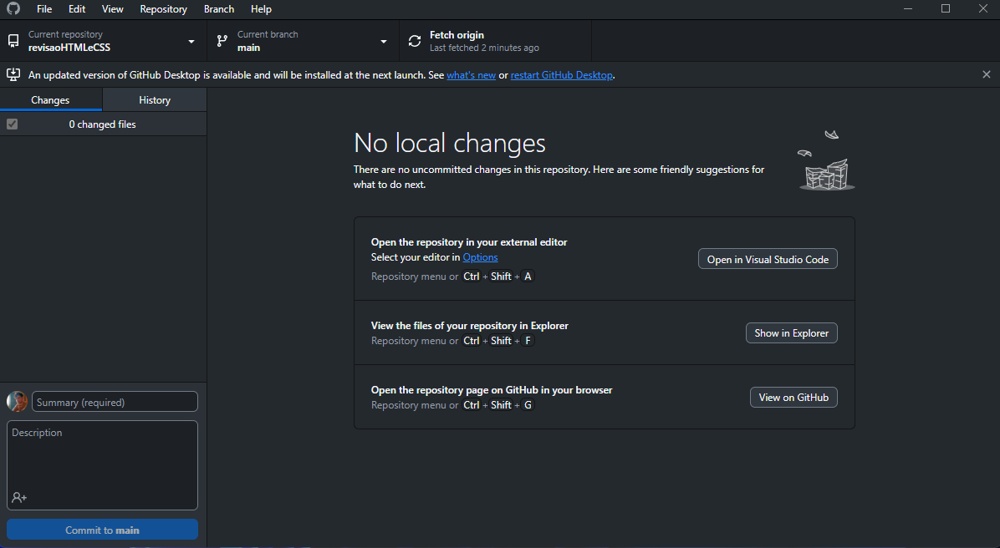 File Edit View Repository Branch Help
Current repository
revisaoHTMLeCSS
Current branch
main
Fetch origin
Last fetched 2 minutes ago
An updated version of GitHub Desktop is available and will be installed at the next launch. See what's new or restart GitHub Desktop.
Changes
History
0 changed files
No local changes
There are no uncommitted changes in this repository. Here are some friendly suggestions for
what to do next.
Open the repository in your external editor
Select your editor in Options
Repository menu or Ctrl + Shift + A
Open in Visual Studio Code
View the files of your repository in Explorer
Repository menu or Ctrl + Shift + F
Show in Explorer
Open the repository page on GitHub in your browser
Repository menu or Ctrl + Shift + G
View on GitHub
Summary (required)
Description
Commit to main